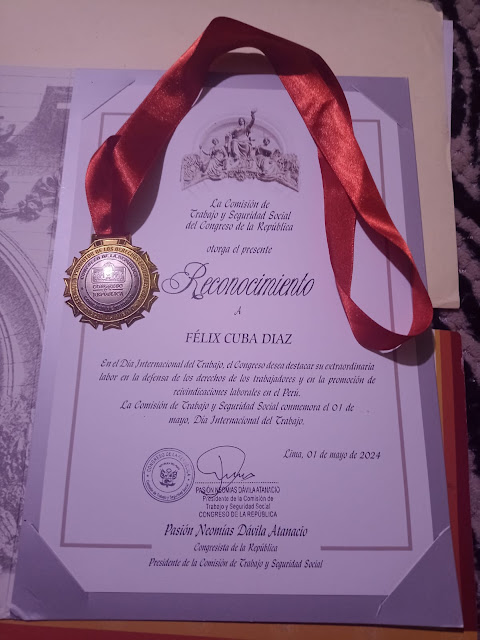 La Comisión de
Trabajo y Seguridad Social
del Congreso de la República
otorga el presente
Reconocimiento
A
FÉLIX CUBA DIAZ
En el Día Internacional del Trabajo, el Congreso desea destacar su extraordinaria
labor en la defensa de los derechos de los trabajadores y en la promoción de
reivindicaciones laborales en el Perú.
La Comisión de Trabajo y Seguridad Social conmemora el 01 de
mayo, Día Internacional del Trabajo.
Lima, 01 de mayo de 2024
PASIÓN NEOMIAS DÁVILA ATANACIO
Presidente de la Comisión de
Trabajo y Seguridad Social
CONGRESO DE LA REPÚBLICA
Pasión Neomías Dávila Atanacio
Congresista de la República
Presidente de la Comisión de Trabajo y Seguridad Social